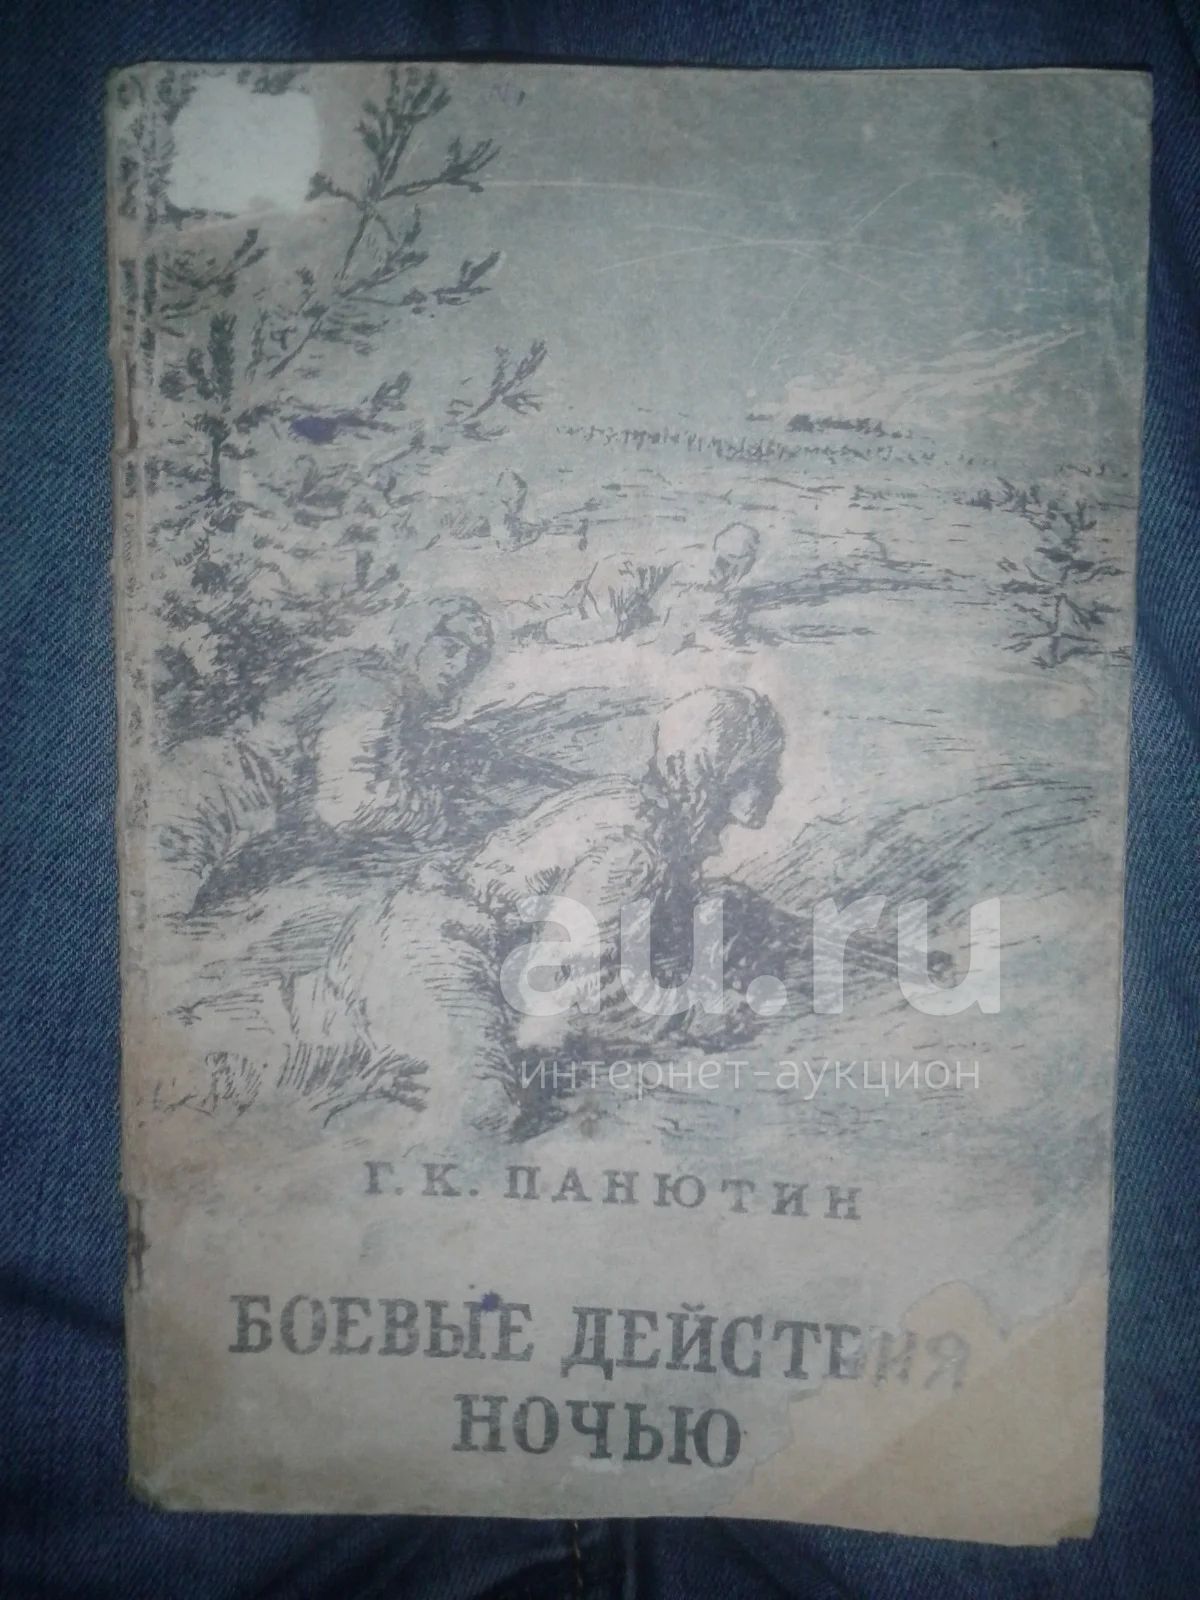 au.ru
интернет-аукцион
Г. К. ПАНЮТИН
БОЕВЫЕ ДЕЙСТВИЯ
НОЧЬЮ